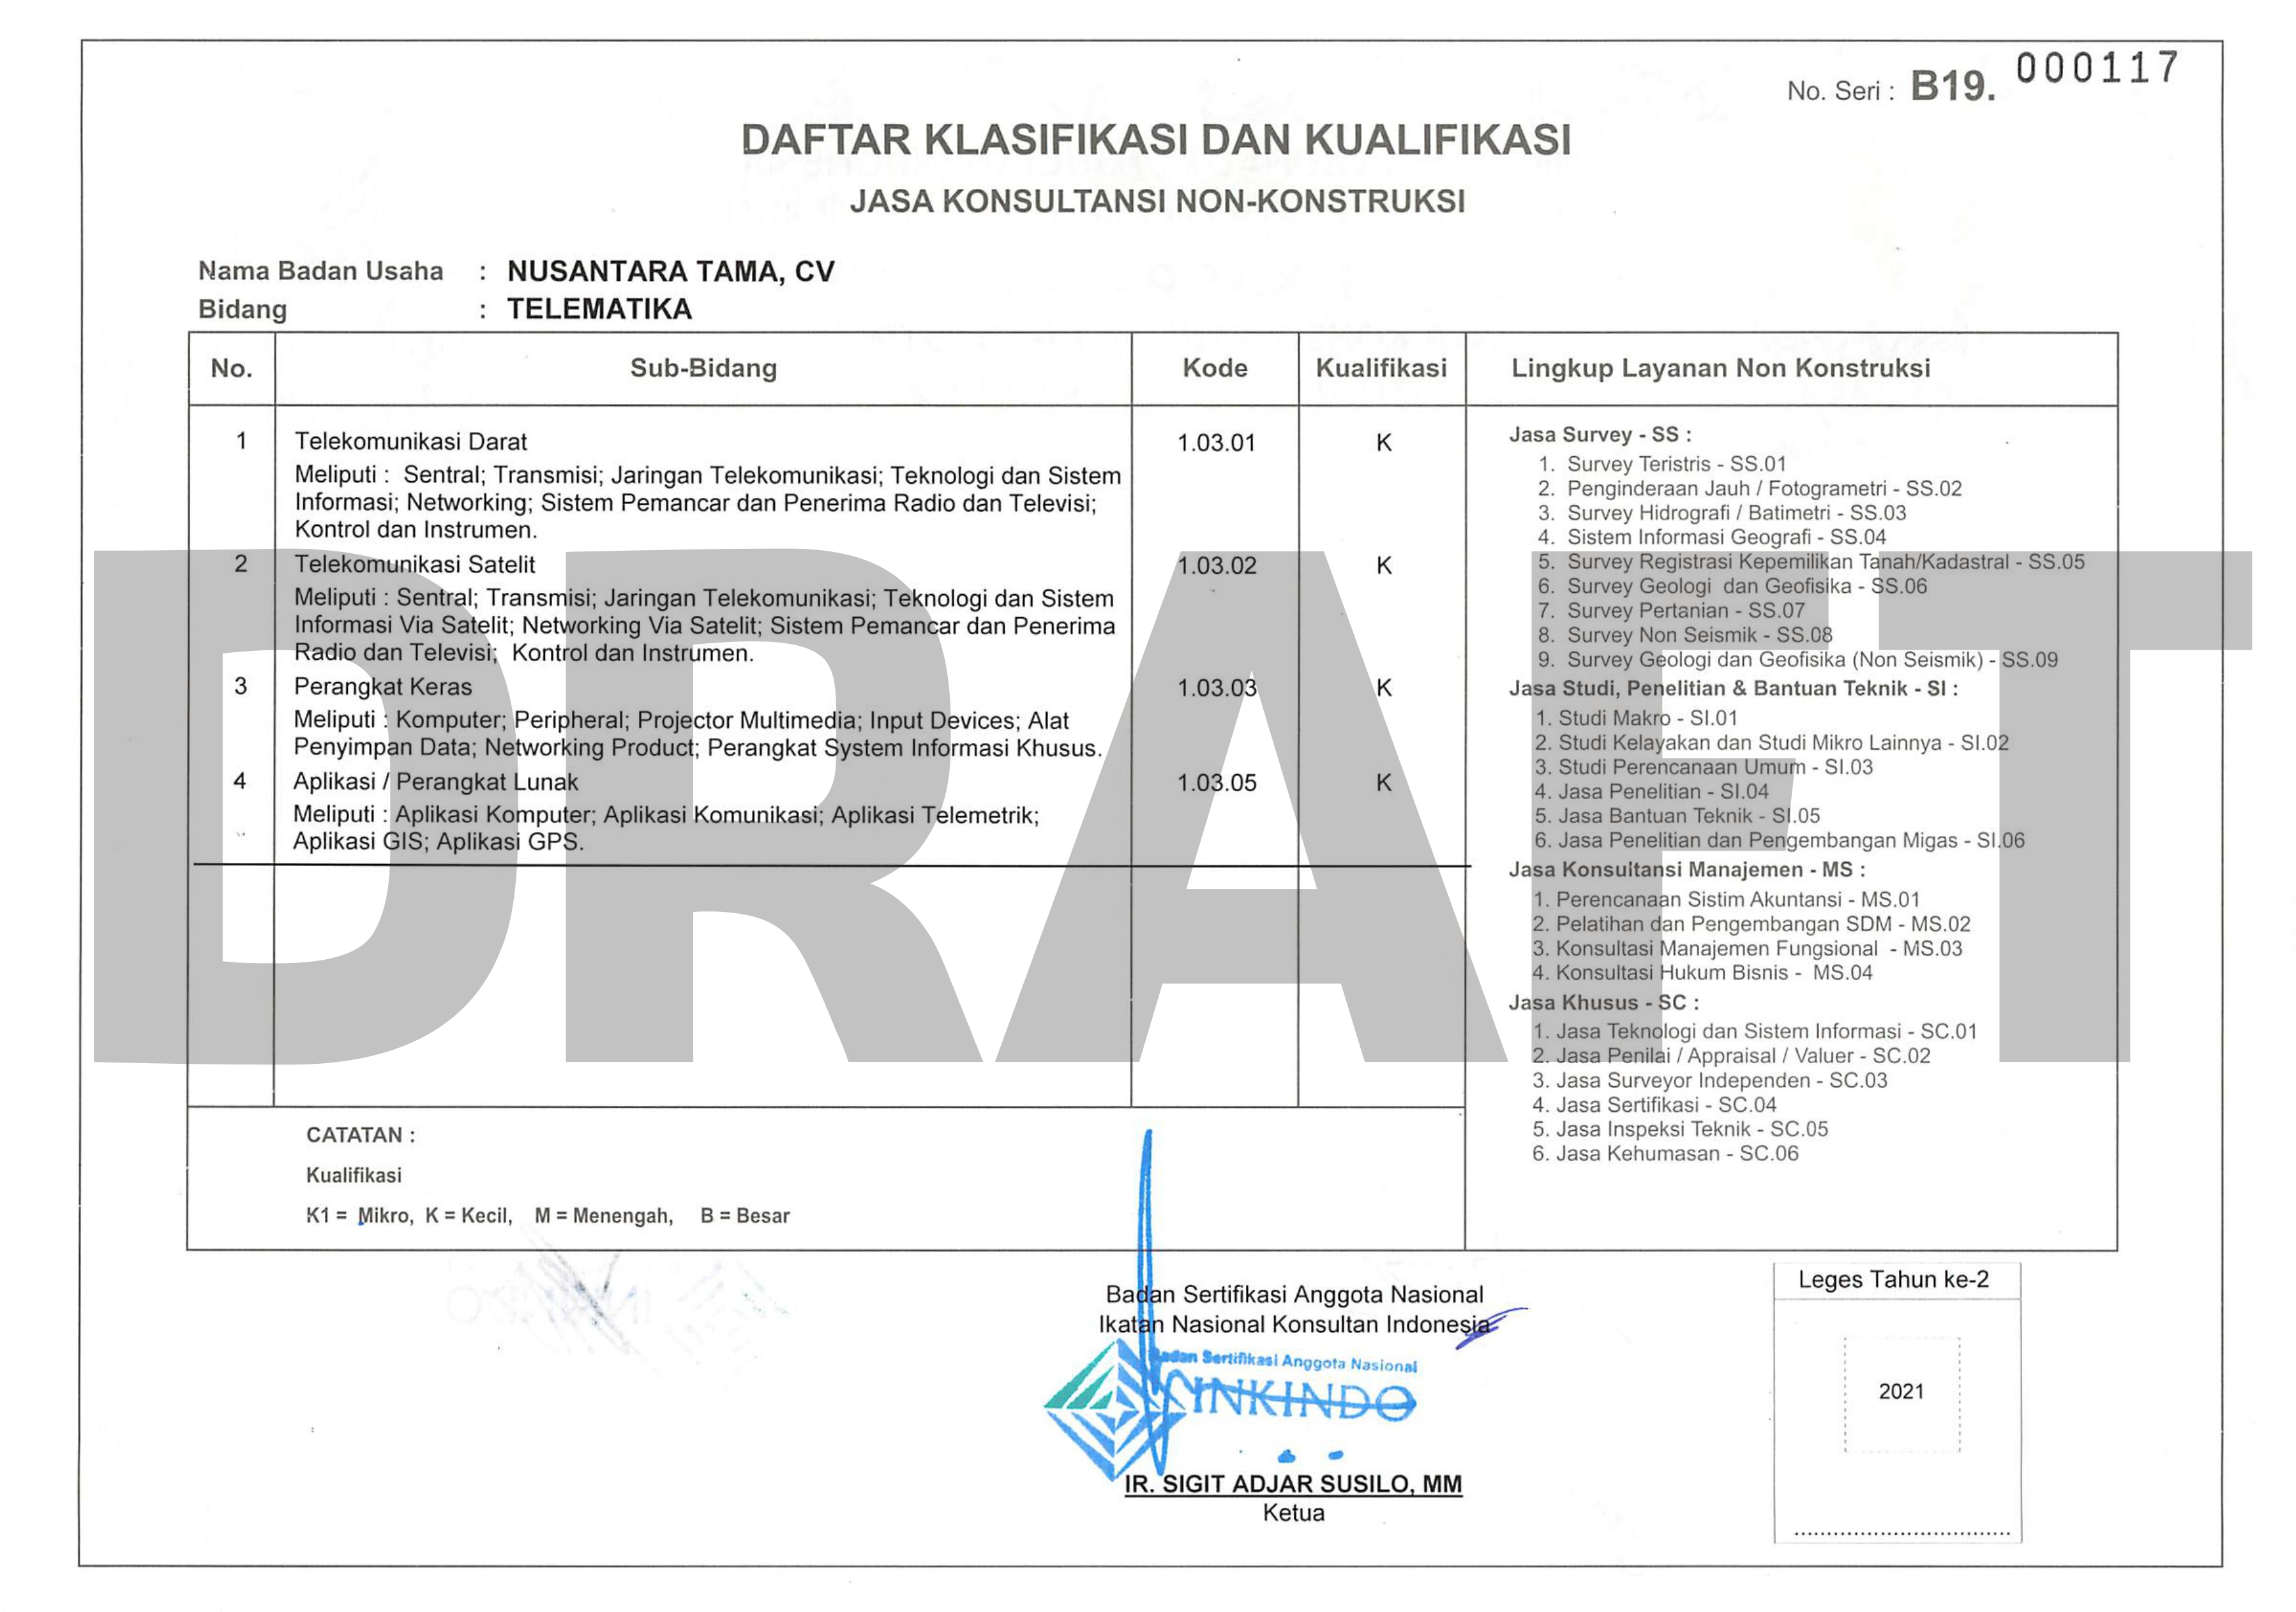 No. Seri : B19. 000117
DAFTAR KLASIFIKASI DAN KUALIFIKASI
JASA KONSULTANSI NON-KONSTRUKSI
Nama Badan Usaha : NUSANTARA TAMA, CV
Bidang : TELEMATIKA
No. Sub-Bidang Kode Kualifikasi Lingkup Layanan Non Konstruksi
1 Telekomunikasi Darat 1.03.01 K
Meliputi : Sentral; Transmisi; Jaringan Telekomunikasi; Teknologi dan Sistem
Informasi; Networking; Sistem Pemancar dan Penerima Radio dan Televisi;
Kontrol dan Instrumen.
2 Telekomunikasi Satelit 1.03.02 K
Meliputi : Sentral; Transmisi; Jaringan Telekomunikasi; Teknologi dan Sistem
Informasi Via Satelit; Networking Via Satelit; Sistem Pemancar dan Penerima
Radio dan Televisi; Kontrol dan Instrumen.
3 Perangkat Keras 1.03.03 K
Meliputi : Komputer; Peripheral; Projector Multimedia; Input Devices; Alat
Penyimpan Data; Networking Product; Perangkat System Informasi Khusus.
4 Aplikasi / Perangkat Lunak 1.03.05 K
Meliputi : Aplikasi Komputer; Aplikasi Komunikasi; Aplikasi Telemetrik;
Aplikasi GIS; Aplikasi GPS.
Jasa Survey - SS :
1. Survey Teristris - SS.01
2. Penginderaan Jauh / Fotogrametri - SS.02
3. Survey Hidrografi / Batimetri - SS.03
4. Sistem Informasi Geografi - SS.04
5. Survey Registrasi Kepemilikan Tanah/Kadastral - SS.05
6. Survey Geologi dan Geofisika - SS.06
7. Survey Pertanian - SS.07
8. Survey Non Seismik - SS.08
9. Survey Geologi dan Geofisika (Non Seismik) - SS.09
Jasa Studi, Penelitian & Bantuan Teknik - SI :
1. Studi Makro - SI.01
2. Studi Kelayakan dan Studi Mikro Lainnya - SI.02
3. Studi Perencanaan Umum - SI.03
4. Jasa Penelitian - SI.04
5. Jasa Bantuan Teknik - SI.05
6. Jasa Penelitian dan Pengembangan Migas - SI.06
Jasa Konsultansi Manajemen - MS :
1. Perencanaan Sistim Akuntansi - MS.01
2. Pelatihan dan Pengembangan SDM - MS.02
3. Konsultasi Manajemen Fungsional - MS.03
4. Konsultasi Hukum Bisnis - MS.04
Jasa Khusus - SC :
1. Jasa Teknologi dan Sistem Informasi - SC.01
2. Jasa Penilai / Appraisal / Valuer - SC.02
3. Jasa Surveyor Independen - SC.03
4. Jasa Sertifikasi - SC.04
5. Jasa Inspeksi Teknik - SC.05
6. Jasa Kehumasan - SC.06
DRAFT
CATATAN :
Kualifikasi
K1 = Mikro, K = Kecil, M = Menengah, B = Besar
Badan Sertifikasi Anggota Nasional
Ikatan Nasional Konsultan Indonesia
Badan Sertifikasi Anggota Nasional
INKINDO
IR. SIGIT ADJAR SUSILO, MM
Ketua
Leges Tahun ke-2
2021